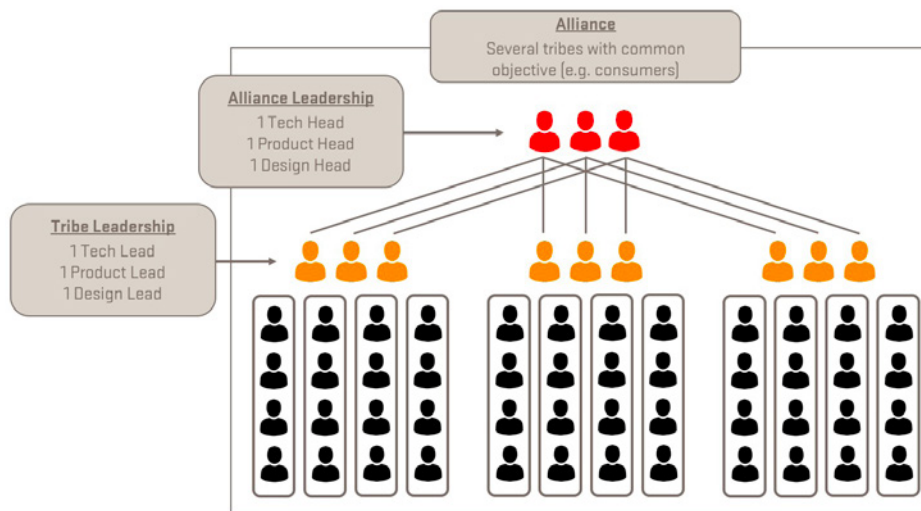 Alliance
Several tribes with common
objective (e.g. consumers)
Alliance Leadership
1 Tech Head
1 Product Head
1 Design Head
Tribe Leadership
1 Tech Lead
1 Product Lead
1 Design Lead